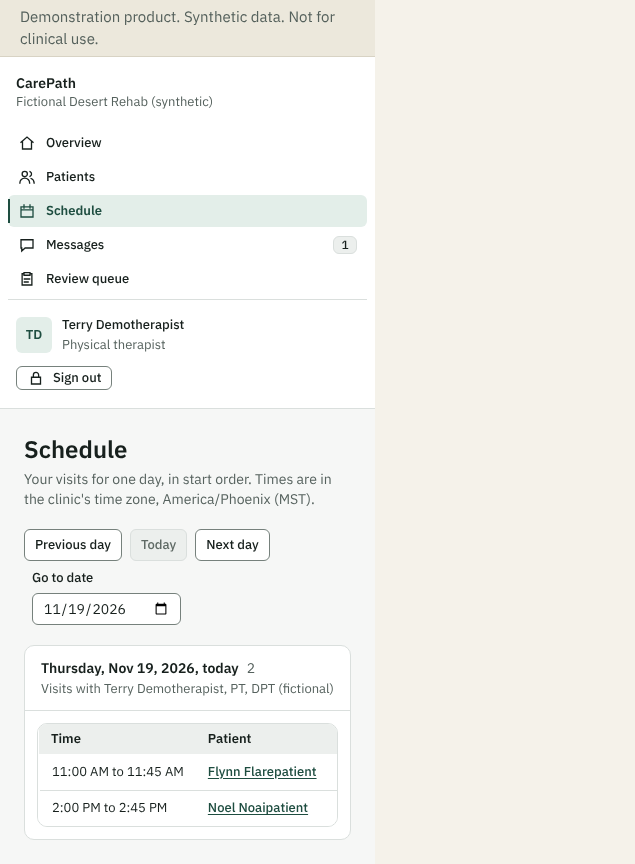 Demonstration product. Synthetic data. Not for
clinical use.
CarePath
Fictional Desert Rehab (synthetic)
Overview
Patients
Schedule
Messages 1
Review queue
TD
Terry Demotherapist
Physical therapist
Sign out
Schedule
Your visits for one day, in start order. Times are in
the clinic's time zone, America/Phoenix (MST).
Previous day Today Next day
Go to date
11/19/2026
Thursday, Nov 19, 2026, today 2
Visits with Terry Demotherapist, PT, DPT (fictional)
Time Patient
11:00 AM to 11:45 AM Flynn Flarepatient
2:00 PM to 2:45 PM Noel Noaipatient